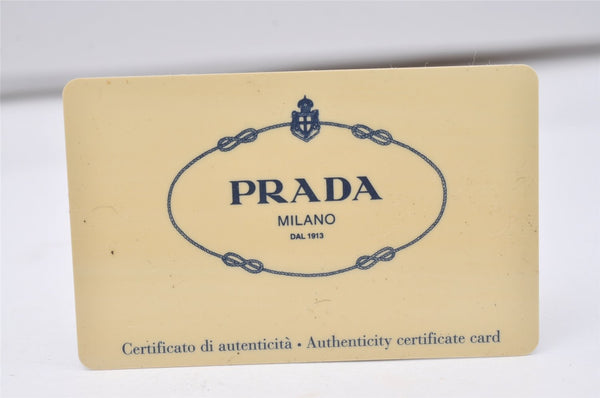 PRADA
MILANO
DAL 1913
Certificato di autenticità • Authenticity certificate card